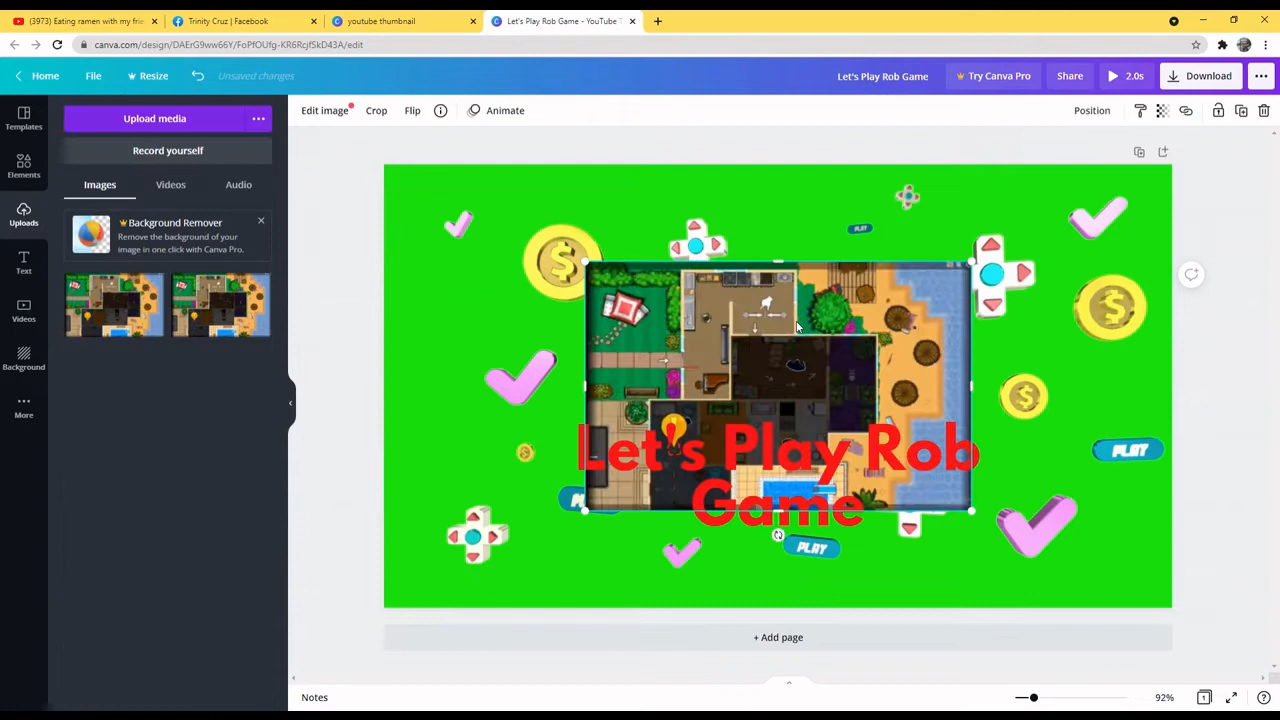 (3973) Eating ramen with my frie
Trinity Cruz | Facebook
youtube thumbnail
Let's Play Rob Game - YouTube T
canva.com/design/DAErG9ww66Y/FoPfOUfg-KR6RcjfSkD43A/edit
Home
File
Resize
Unsaved changes
Let's Play Rob Game
Try Canva Pro
Share
2.0s
Download
Templates
Elements
Uploads
Text
Videos
Background
More
Upload media
Record yourself
Images
Videos
Audio
Background Remover
Remove the background of your
image in one click with Canva Pro.
Edit image
Crop
Flip
Animate
Position
PLAY
PLAY
Let's Play Rob
Game
PLAY
+ Add page
Notes
92%
1